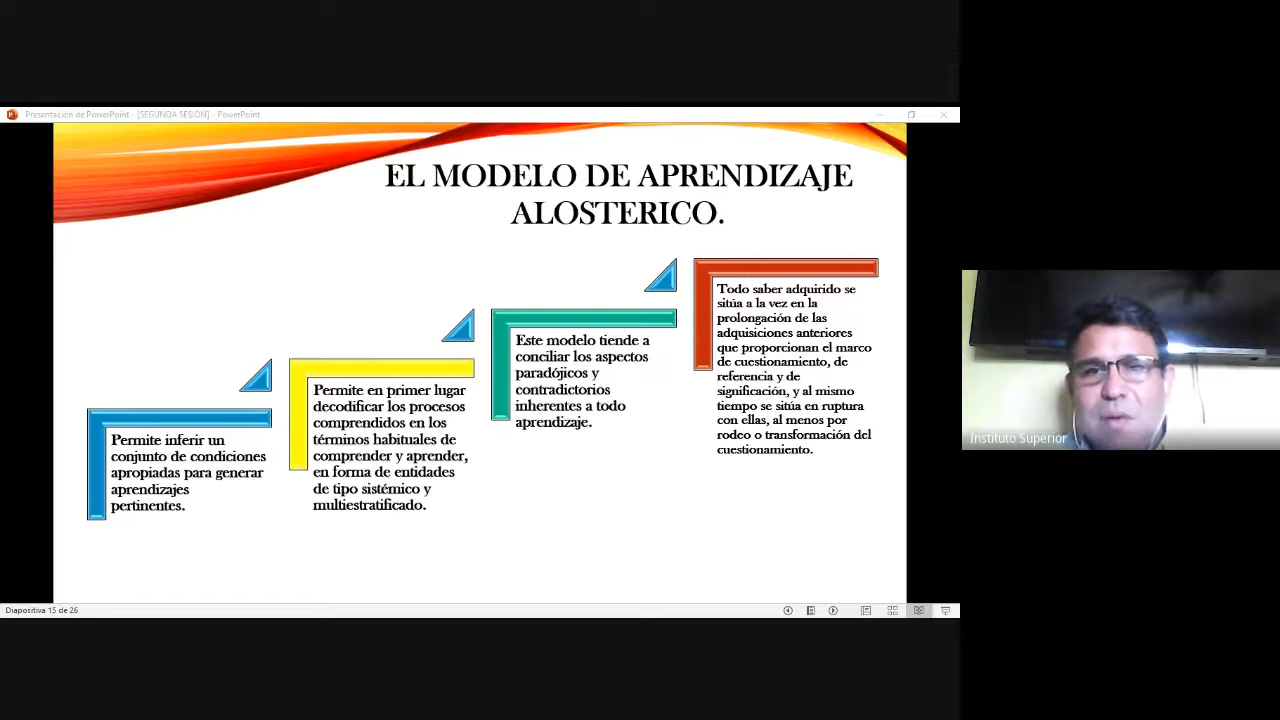 Presentación de PowerPoint - [SEGUNDA SESIÓN] - PowerPoint
EL MODELO DE APRENDIZAJE
ALOSTERICO.
Permite inferir un
conjunto de condiciones
apropiadas para generar
aprendizajes
pertinentes.
Permite en primer lugar
decodificar los procesos
comprendidos en los
términos habituales de
comprender y aprender,
en forma de entidades
de tipo sistémico y
multiestratificado.
Este modelo tiende a
conciliar los aspectos
paradójicos y
contradictorios
inherentes a todo
aprendizaje.
Todo saber adquirido se
sitúa a la vez en la
prolongación de las
adquisiciones anteriores
que proporcionan el marco
de cuestionamiento, de
referencia y de
significación, y al mismo
tiempo se sitúa en ruptura
con ellas, al menos por
rodeo o transformación del
cuestionamiento.
Instituto Superior
Diapositiva 15 de 26